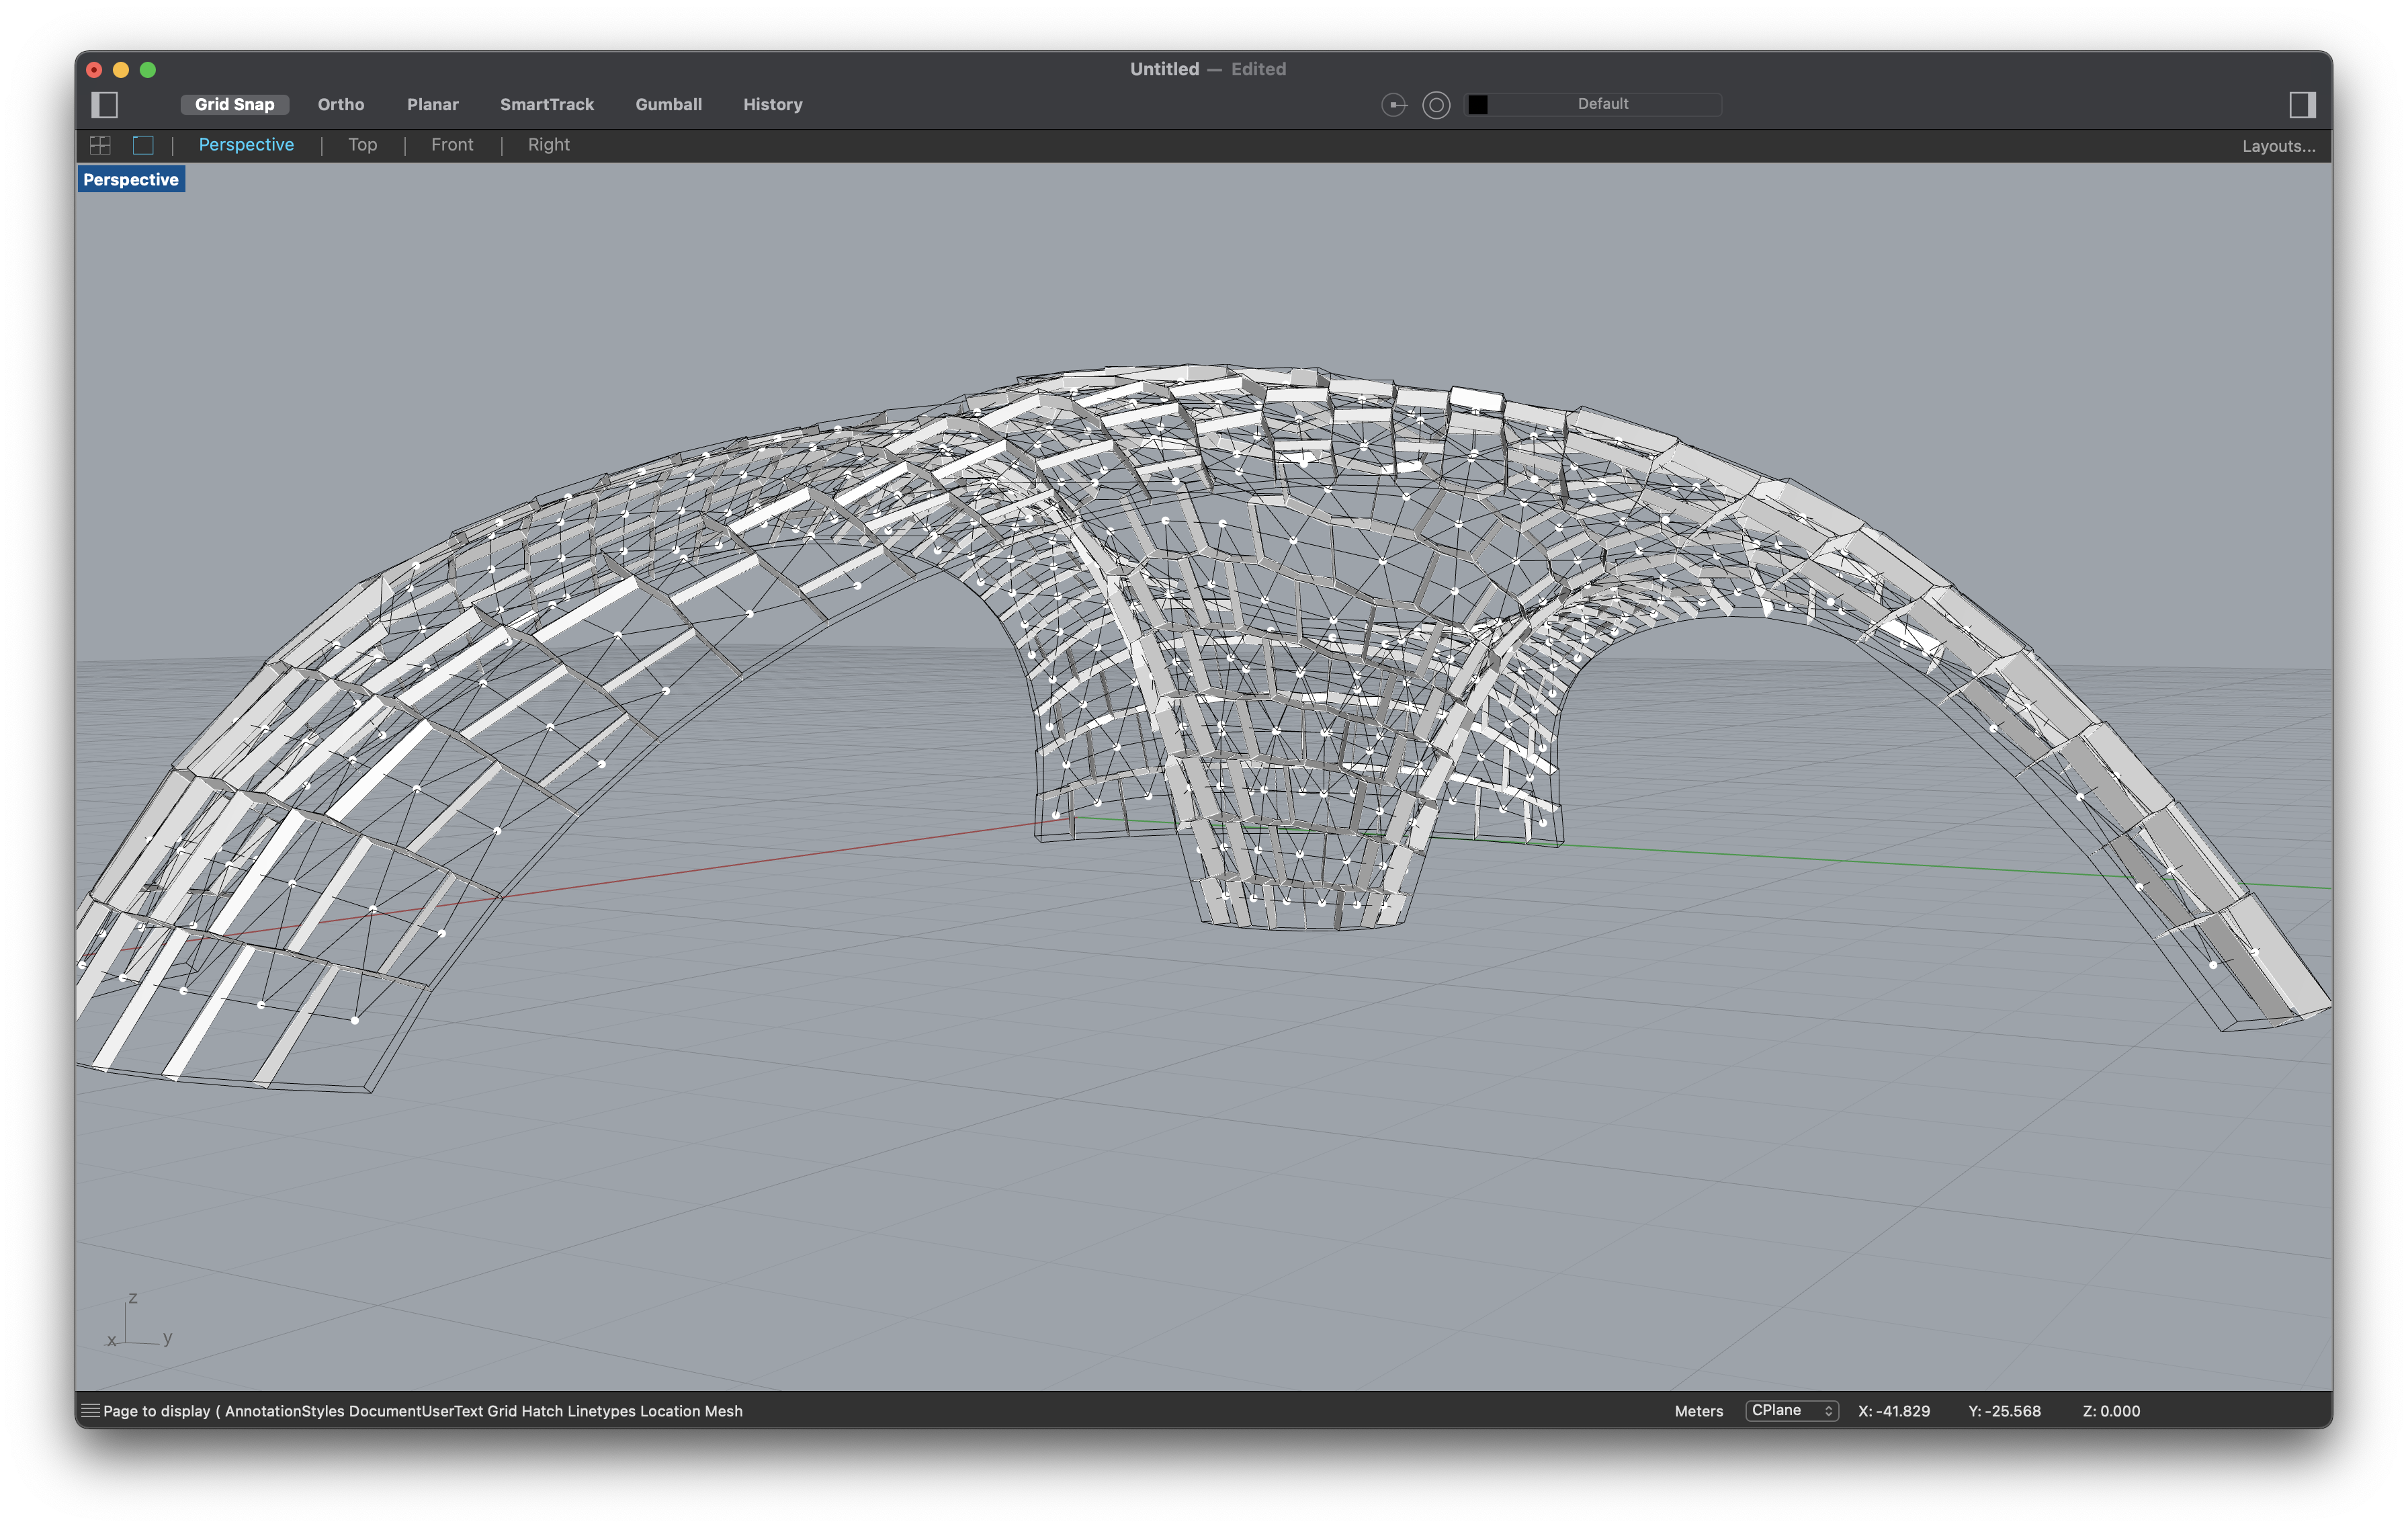 Untitled — Edited
Grid Snap Ortho Planar SmartTrack Gumball History Default
Perspective | Top | Front | Right Layouts...
Perspective
z
x y
Page to display ( AnnotationStyles DocumentUserText Grid Hatch Linetypes Location Mesh Meters CPlane X: -41.829 Y: -25.568 Z: 0.000